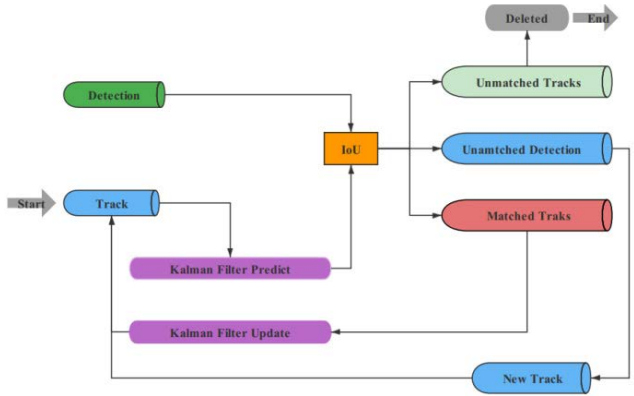 Deleted
End
Detection
Unmatched Tracks
IoU
Unamtched Detection
Start
Track
Matched Traks
Kalman Filter Predict
Kalman Filter Update
New Track